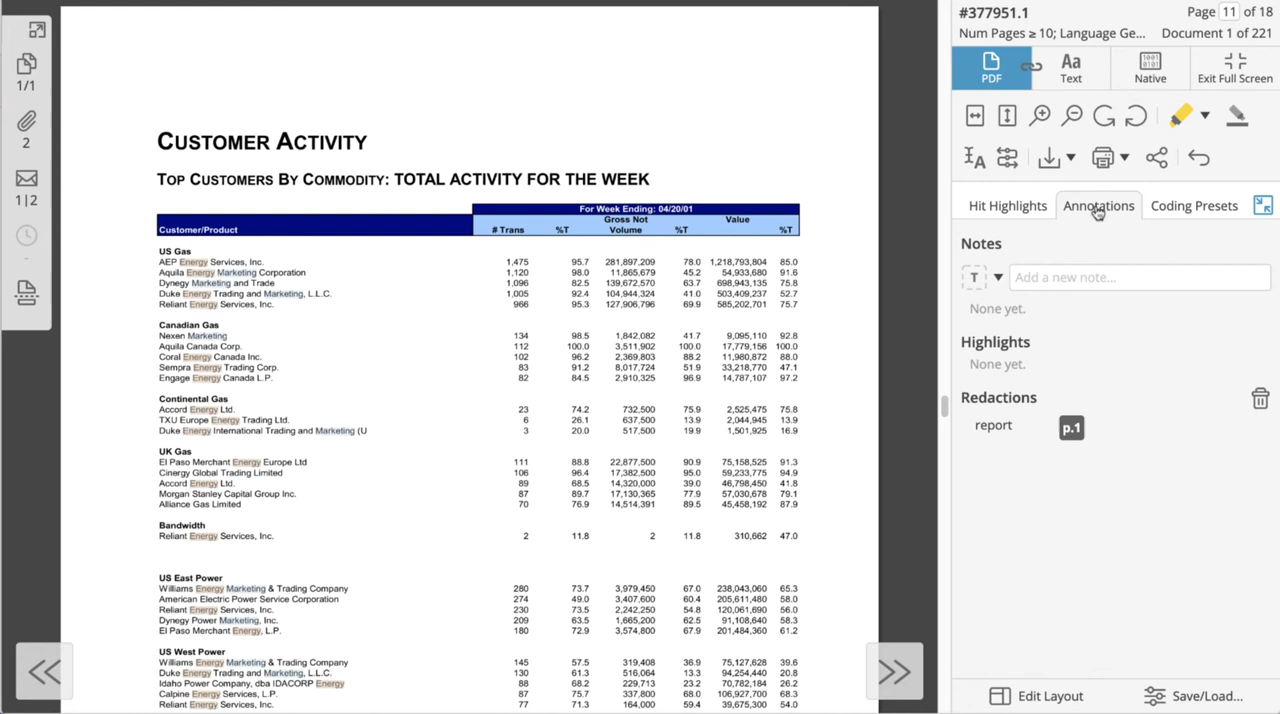 1/1
2
1|2
-
CUSTOMER ACTIVITY
TOP CUSTOMERS BY COMMODITY: TOTAL ACTIVITY FOR THE WEEK
For Week Ending: 04/20/01
Customer/Product # Trans %T Gross Not Volume %T Value %T
US Gas
AEP Energy Services, Inc. 1,475 95.7 281,897,209 78.0 1,218,793,804 85.0
Aquila Energy Marketing Corporation 1,120 98.0 11,865,679 45.2 54,933,680 91.6
Dynegy Marketing and Trade 1,096 82.5 139,672,570 63.7 698,943,135 75.8
Duke Energy Trading and Marketing, L.L.C. 1,005 92.4 104,944,324 41.0 503,409,237 52.7
Reliant Energy Services, Inc. 966 95.3 127,906,796 69.9 585,202,701 75.7
Canadian Gas
Nexen Marketing 134 98.5 1,842,082 41.7 9,095,110 92.8
Aquila Canada Corp. 112 100.0 3,511,902 100.0 17,779,156 100.0
Coral Energy Canada Inc. 102 96.2 2,369,803 88.2 11,980,872 88.0
Sempra Energy Trading Corp. 83 91.2 8,017,724 51.9 33,218,770 47.1
Engage Energy Canada L.P. 82 84.5 2,910,325 96.9 14,787,107 97.2
Continental Gas
Accord Energy Ltd. 23 74.2 732,500 75.9 2,525,475 75.8
TXU Europe Energy Trading Ltd. 6 26.1 637,500 13.9 2,044,945 13.9
Duke Energy International Trading and Marketing (U 3 20.0 517,500 19.9 1,501,925 16.9
UK Gas
El Paso Merchant Energy Europe Ltd 111 88.8 22,877,500 90.9 75,158,525 91.3
Cinergy Global Trading Limited 106 96.4 17,382,500 95.0 59,233,775 94.9
Accord Energy Ltd. 89 68.5 14,320,000 39.0 46,798,450 41.8
Morgan Stanley Capital Group Inc. 87 89.7 17,130,365 77.9 57,030,678 79.1
Alliance Gas Limited 70 76.9 14,514,391 89.5 45,458,192 87.9
Bandwidth
Reliant Energy Services, Inc. 2 11.8 2 11.8 310,662 47.0
US East Power
Williams Energy Marketing & Trading Company 280 73.7 3,979,450 67.0 238,043,060 65.3
American Electric Power Service Corporation 274 49.0 3,407,600 60.4 205,611,480 58.0
Reliant Energy Services, Inc. 230 73.5 2,242,250 54.8 120,061,690 56.0
Dynegy Power Marketing, Inc. 209 63.5 1,665,200 62.5 91,108,640 58.3
El Paso Merchant Energy, L.P. 180 72.9 3,574,800 67.9 201,484,360 61.2
US West Power
Williams Energy Marketing & Trading Company 145 57.5 319,408 36.9 75,127,628 39.6
Duke Energy Trading and Marketing, L.L.C. 130 61.3 516,064 13.3 94,254,440 20.8
Idaho Power Company, dba IDACORP Energy 88 68.2 229,713 23.2 70,782,184 26.2
Calpine Energy Services, L.P. 87 75.7 337,800 68.0 106,927,700 68.3
Reliant Energy Services, Inc. 77 71.3 164,000 59.4 39,675,300 54.0
#377951.1 Page 11 of 18
Num Pages ≥ 10; Language Ge... Document 1 of 221
PDF Text Native Exit Full Screen
Hit Highlights Annotations Coding Presets
Notes
T Add a new note...
None yet.
Highlights
None yet.
Redactions
report p.1
Edit Layout Save/Load...